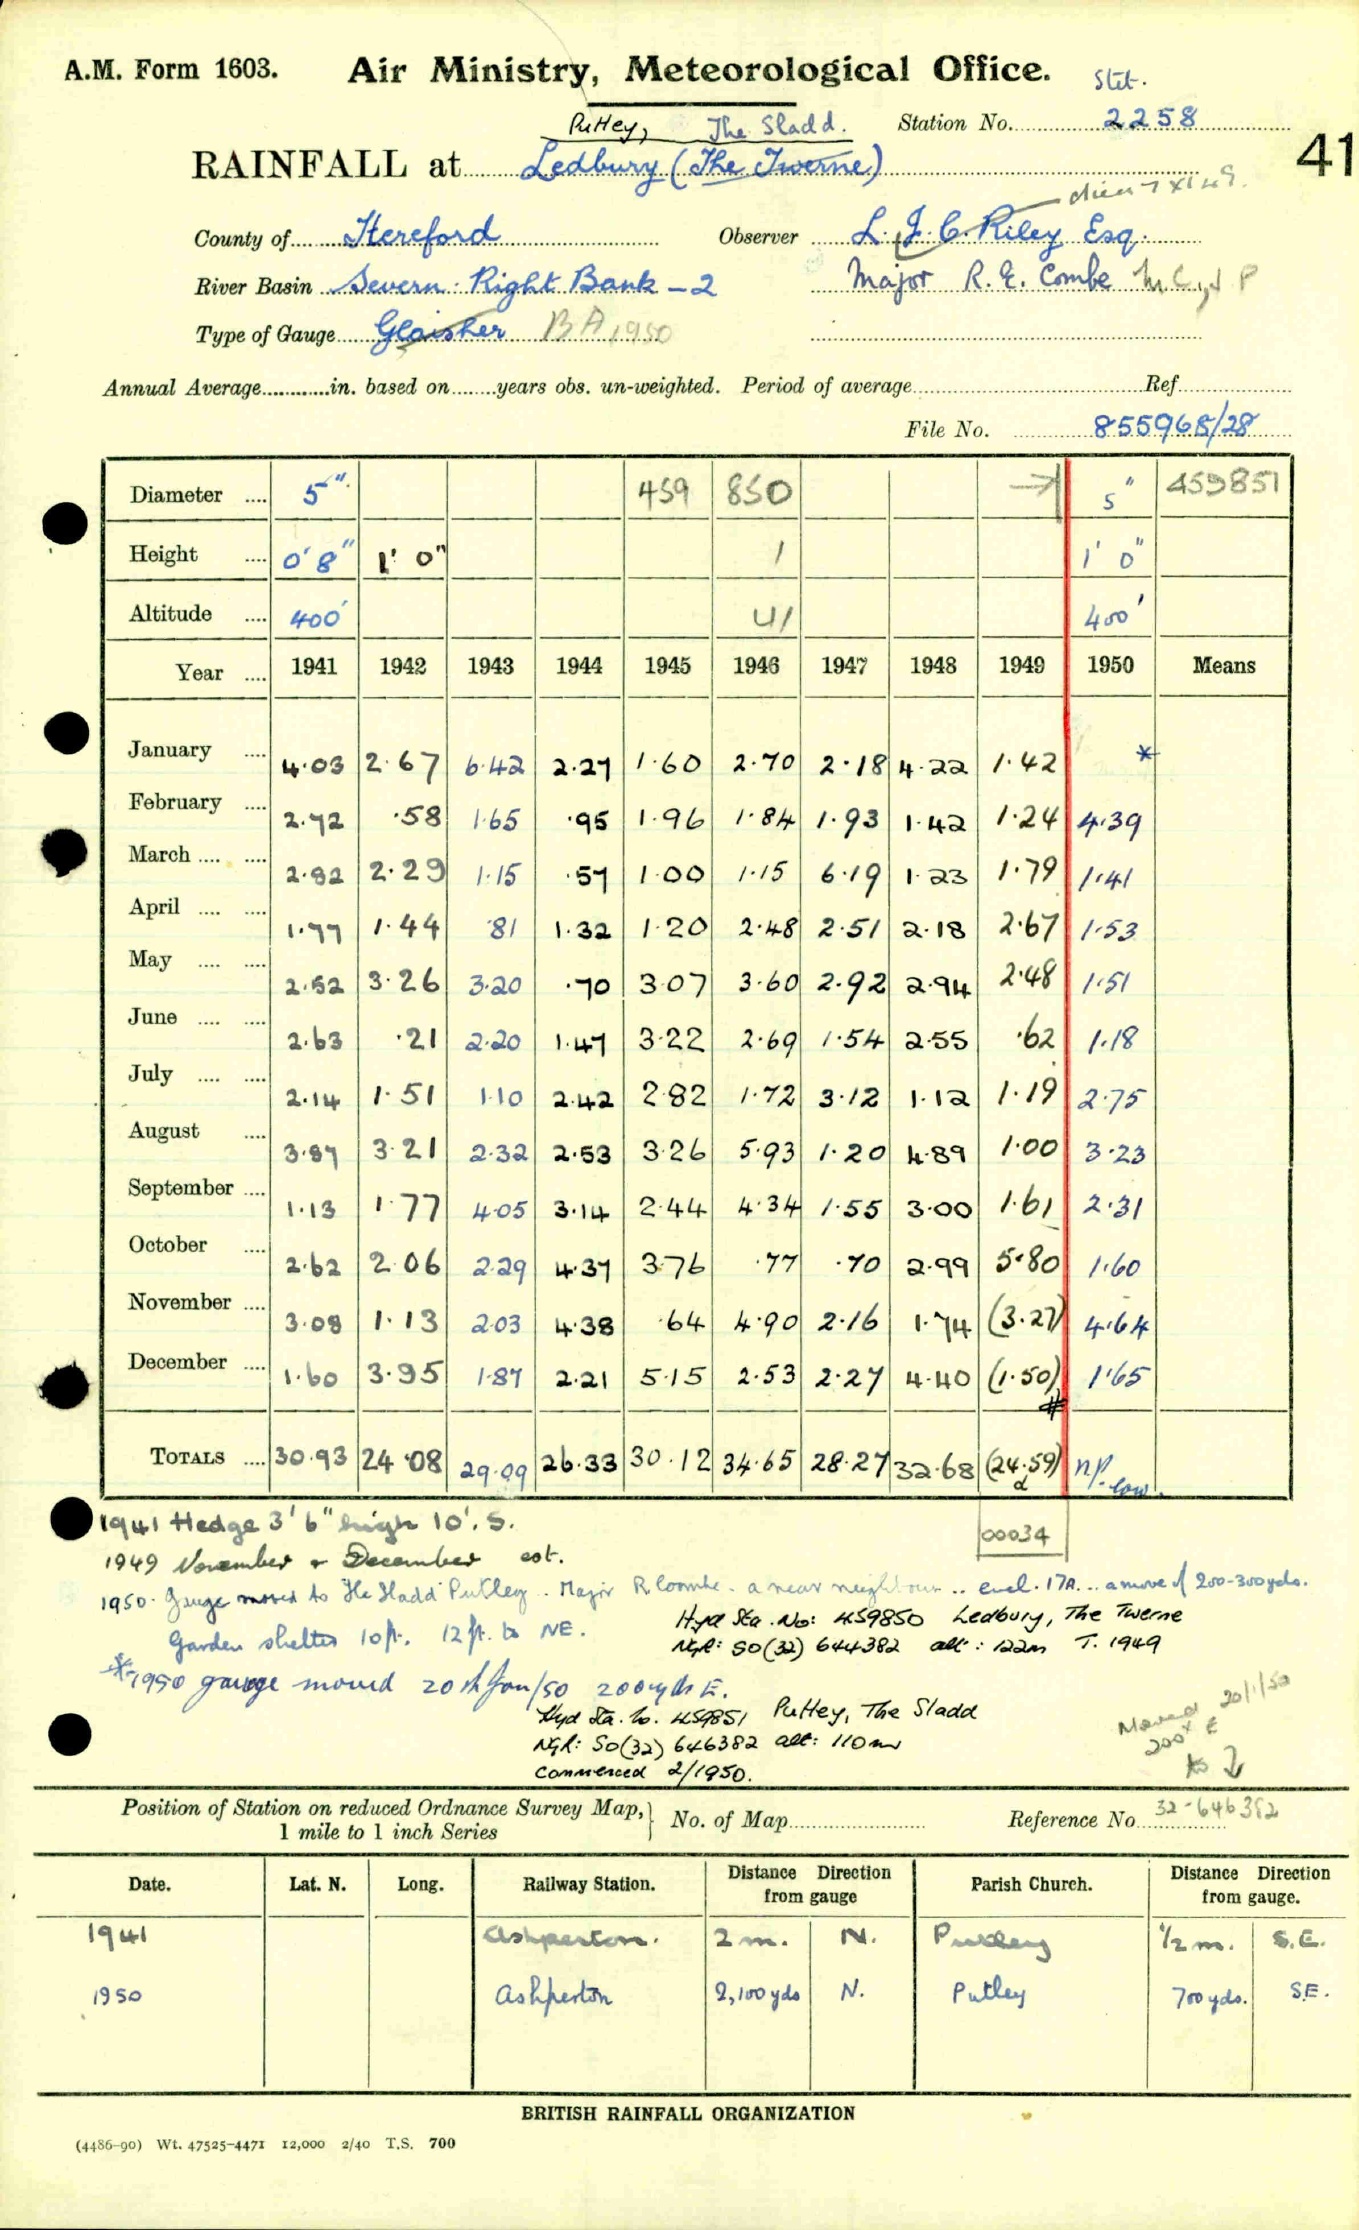 A.M. Form 1603. Air Ministry, Meteorological Office.
Stet.
Putley, The Sladd. Station No. 2258
41
RAINFALL at Ledbury (The Twerne)
County of Hereford Observer L. J. C. Riley Esq.
River Basin Severn Right Bank - 2 Major R. E. Combe
Type of Gauge Glaisher BA 1950
Annual Average in. based on years obs. un-weighted. Period of average Ref
File No. 855968/28
Diameter 5" 459 850 5" 459851
Height 0' 8" 1' 0" 1 1' 0"
Altitude 400' 41 400'
Year 1941 1942 1943 1944 1945 1946 1947 1948 1949 1950 Means
January 4.03 2.67 6.42 2.27 1.60 2.70 2.18 4.22 1.42 *
February 2.72 .58 1.65 .95 1.96 1.84 1.93 1.42 1.24 4.39
March 2.82 2.29 1.15 .57 1.00 1.15 6.19 1.23 1.79 1.41
April 1.77 1.44 .81 1.32 1.20 2.48 2.51 2.18 2.67 1.53
May 2.52 3.26 3.20 .70 3.07 3.60 2.92 2.94 2.48 1.51
June 2.63 .21 2.20 1.47 3.22 2.69 1.54 2.55 .62 1.18
July 2.14 1.51 1.10 2.42 2.82 1.72 3.12 1.12 1.19 2.75
August 3.87 3.21 2.32 2.53 3.26 5.93 1.20 4.89 1.00 3.23
September 1.13 1.77 4.05 3.14 2.44 4.34 1.55 3.00 1.61 2.31
October 2.62 2.06 2.29 4.37 3.76 .77 .70 2.99 5.80 1.60
November 3.08 1.13 2.03 4.38 .64 4.90 2.16 1.74 (3.27) 4.64
December 1.60 3.95 1.87 2.21 5.15 2.53 2.27 4.40 (1.50) 1.65
#
TOTALS 30.93 24.08 29.09 26.33 30.12 34.65 28.27 32.68 (24.59) np.
d
1941 Hedge 3' 6" high 10'. S.
00034
1949 November & December est.
1950. Gauge moved to The Sladd Putley. Major R. Coombe. a near neighbour .. encl. 17A .. a move of 200-300yds.
Garden shelter 10ft. 12ft. to NE.
Hyd Sta. No: 459850 Ledbury, The Twerne
Ngl: SO(32) 644382 alt: 122m T. 1949
* 1950 gauge moved 20th Jan/50 200yds E.
Hyd Sta. No. 459851 Putley, The Sladd
NgR: SO(32) 646382 alt: 110m
Commenced 2/1950.
Moved 20/1/50
200x E
to
Position of Station on reduced Ordnance Survey Map, 1 mile to 1 inch Series No. of Map Reference No 32-646382
Date. Lat. N. Long. Railway Station. Distance Direction from gauge Parish Church. Distance Direction from gauge.
1941 Ashperton. 2 m. N. Putley 1/2 m. S.E.
1950 Ashperton 2,100 yds N. Putley 700 yds. S.E.
BRITISH RAINFALL ORGANIZATION
(4486-90) Wt. 47525-4471 12,000 2/40 T.S. 700